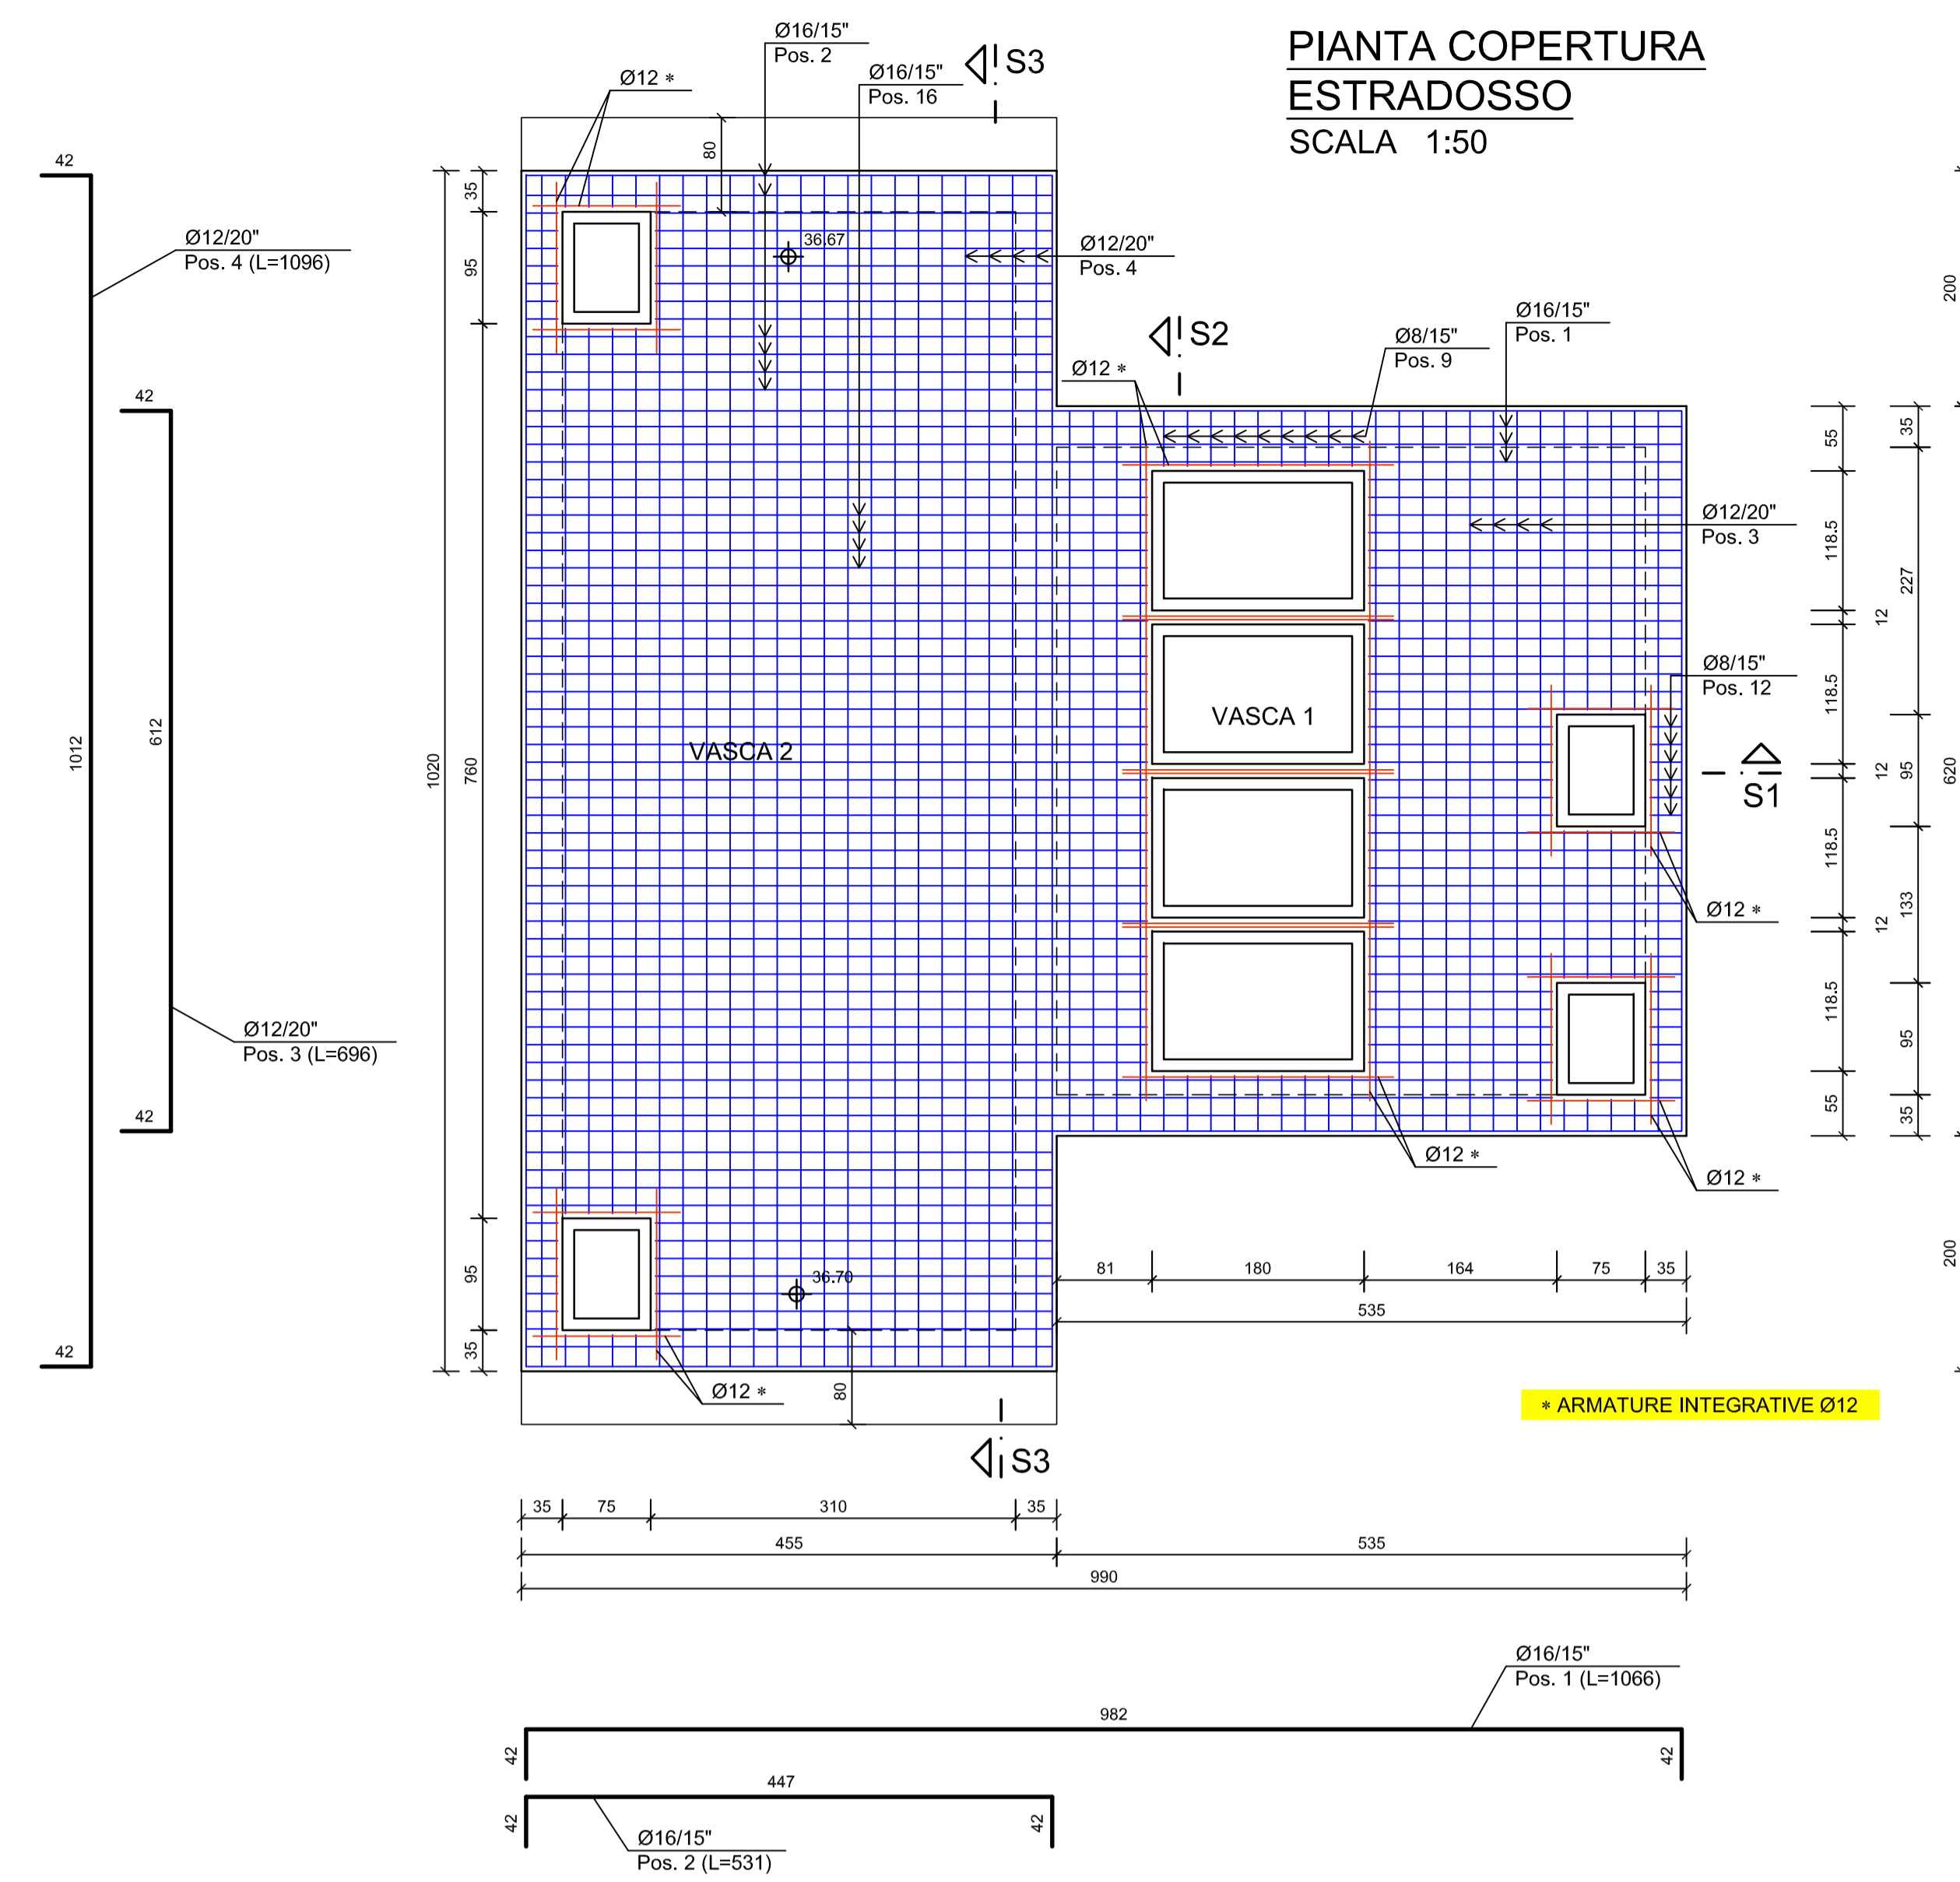 PIANTA COPERTURA
ESTRADOSSO
SCALA 1:50
Ø16/15"
Pos. 2
Ø12 *
Ø16/15"
Pos. 16
S3
80
42
1012
42
Ø12/20"
Pos. 4 (L=1096)
42
612
42
Ø12/20"
Pos. 3 (L=696)
1020
35
95
760
95
35
36.67
Ø12/20"
Pos. 4
S2
Ø12 *
Ø8/15"
Pos. 9
Ø16/15"
Pos. 1
Ø12/20"
Pos. 3
Ø8/15"
Pos. 12
VASCA 1
VASCA 2
S1
Ø12 *
Ø12 *
Ø12 *
55
118.5
12
118.5
12
118.5
12
118.5
55
35
227
95
133
95
35
200
620
200
81
180
164
75
35
535
36.70
Ø12 *
80
S3
* ARMATURE INTEGRATIVE Ø12
35
75
310
35
455
535
990
Ø16/15"
Pos. 1 (L=1066)
982
42
42
447
42
42
Ø16/15"
Pos. 2 (L=531)